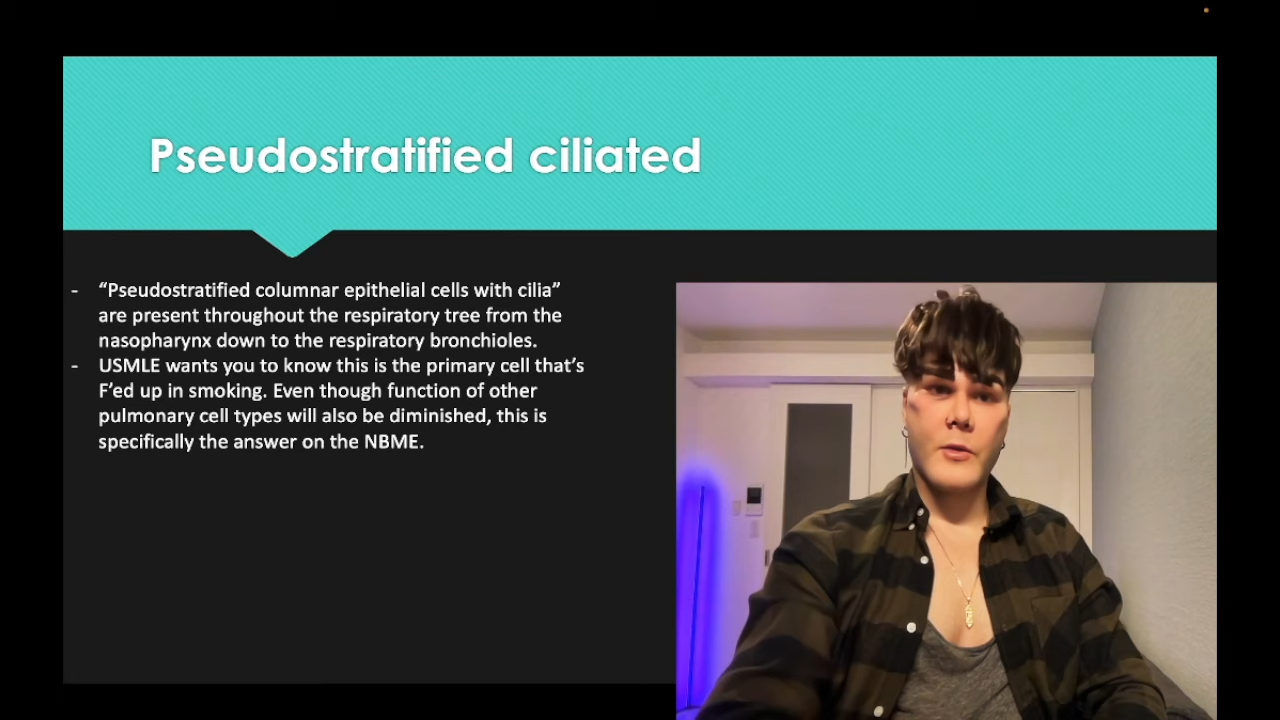 Pseudostratified ciliated
- “Pseudostratified columnar epithelial cells with cilia”
are present throughout the respiratory tree from the
nasopharynx down to the respiratory bronchioles.
- USMLE wants you to know this is the primary cell that’s
F’ed up in smoking. Even though function of other
pulmonary cell types will also be diminished, this is
specifically the answer on the NBME.